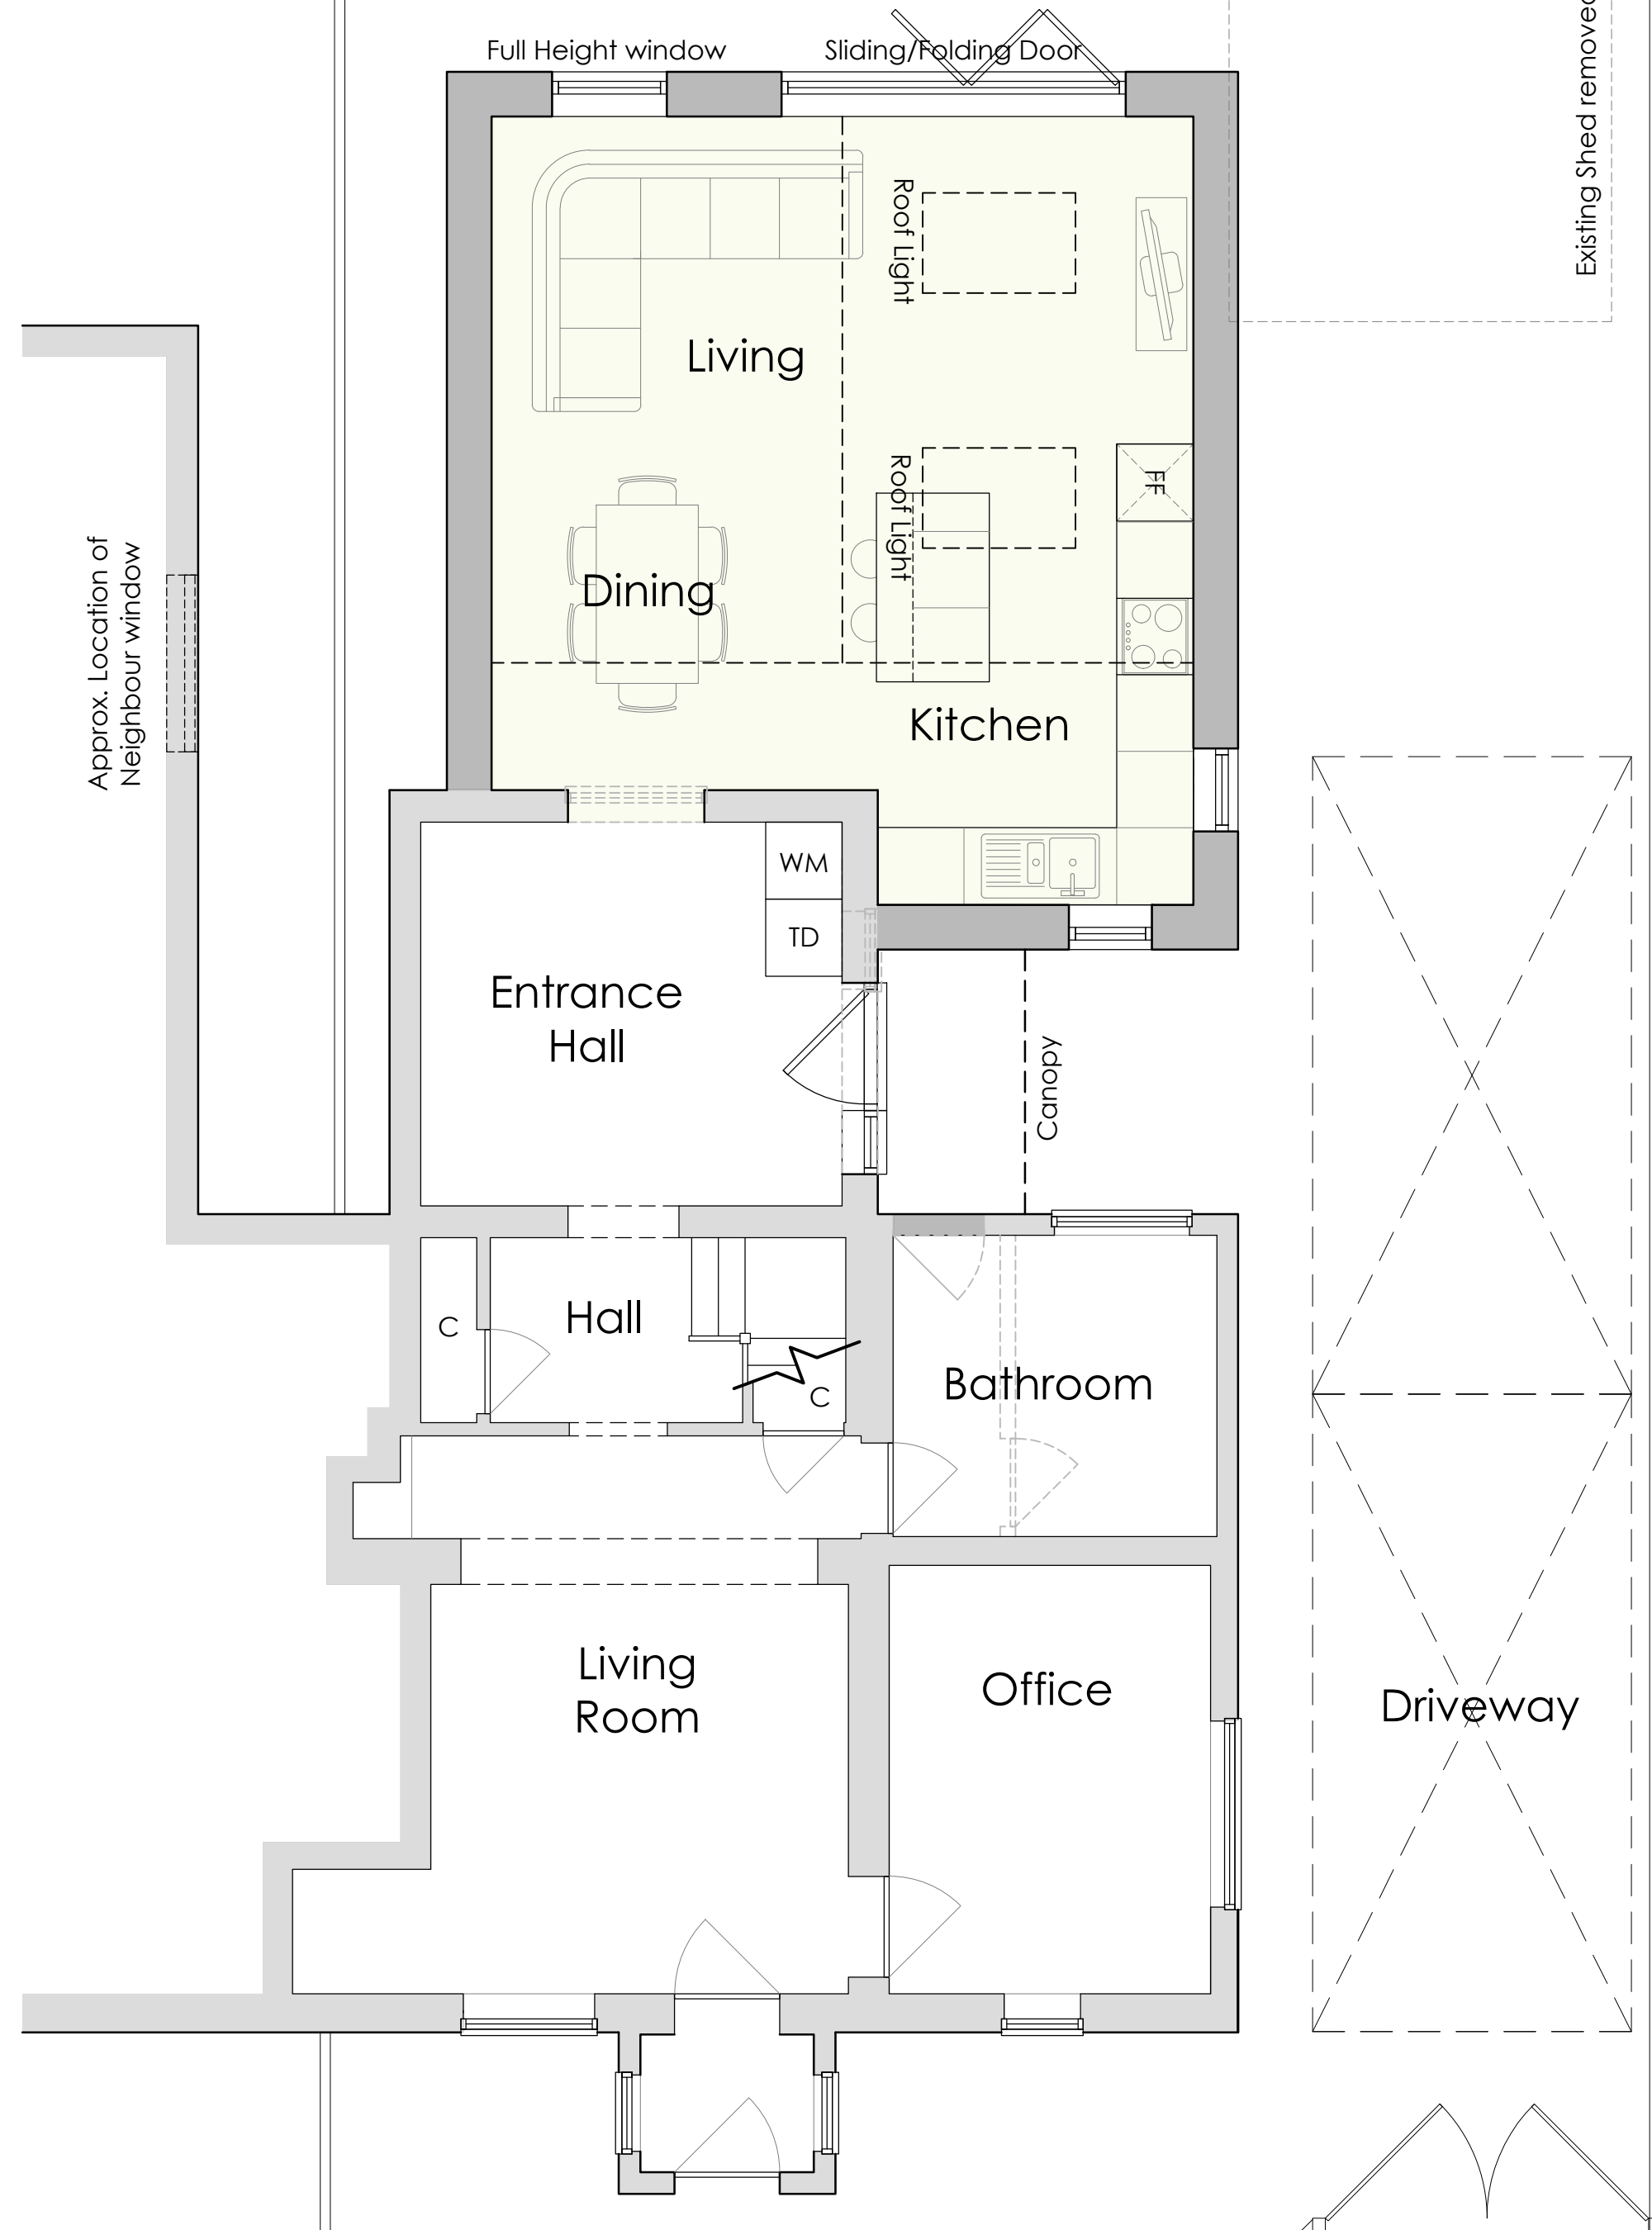 Full Height window
Sliding/Folding Door
Existing Shed removed
Roof Light
Living
Roof Light
FF
Approx. Location of
Neighbour window
Dining
Kitchen
WM
TD
Entrance
Hall
Canopy
C
Hall
C
Bathroom
Living
Room
Office
Driveway